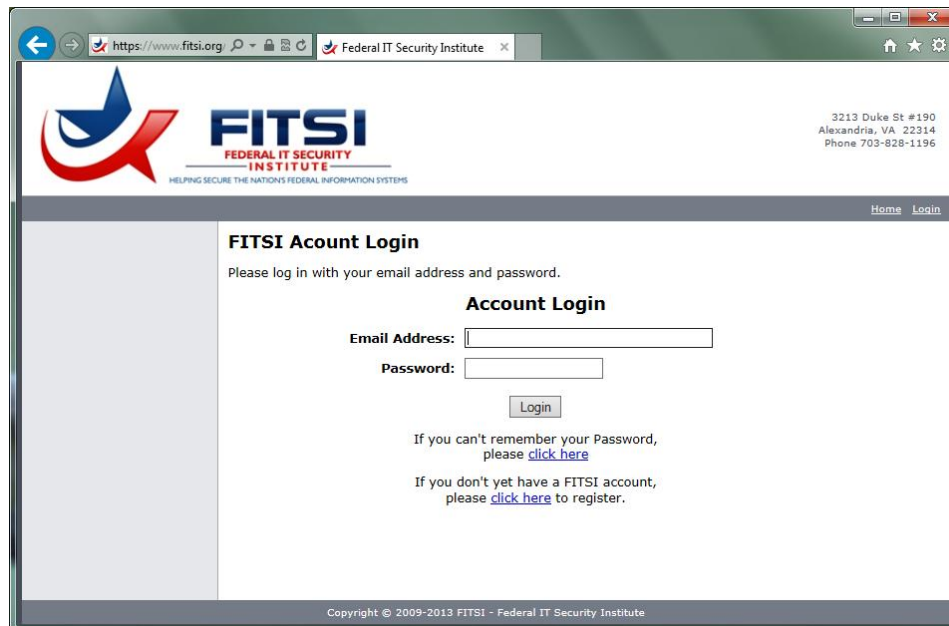 https://www.fitsi.org/
Federal IT Security Institute
FITSI
FEDERAL IT SECURITY
INSTITUTE
HELPING SECURE THE NATION'S FEDERAL INFORMATION SYSTEMS
3213 Duke St #190
Alexandria, VA 22314
Phone 703-828-1196
Home Login
FITSI Acount Login
Please log in with your email address and password.
Account Login
Email Address:
Password:
Login
If you can't remember your Password,
please click here
If you don't yet have a FITSI account,
please click here to register.
Copyright © 2009-2013 FITSI - Federal IT Security Institute